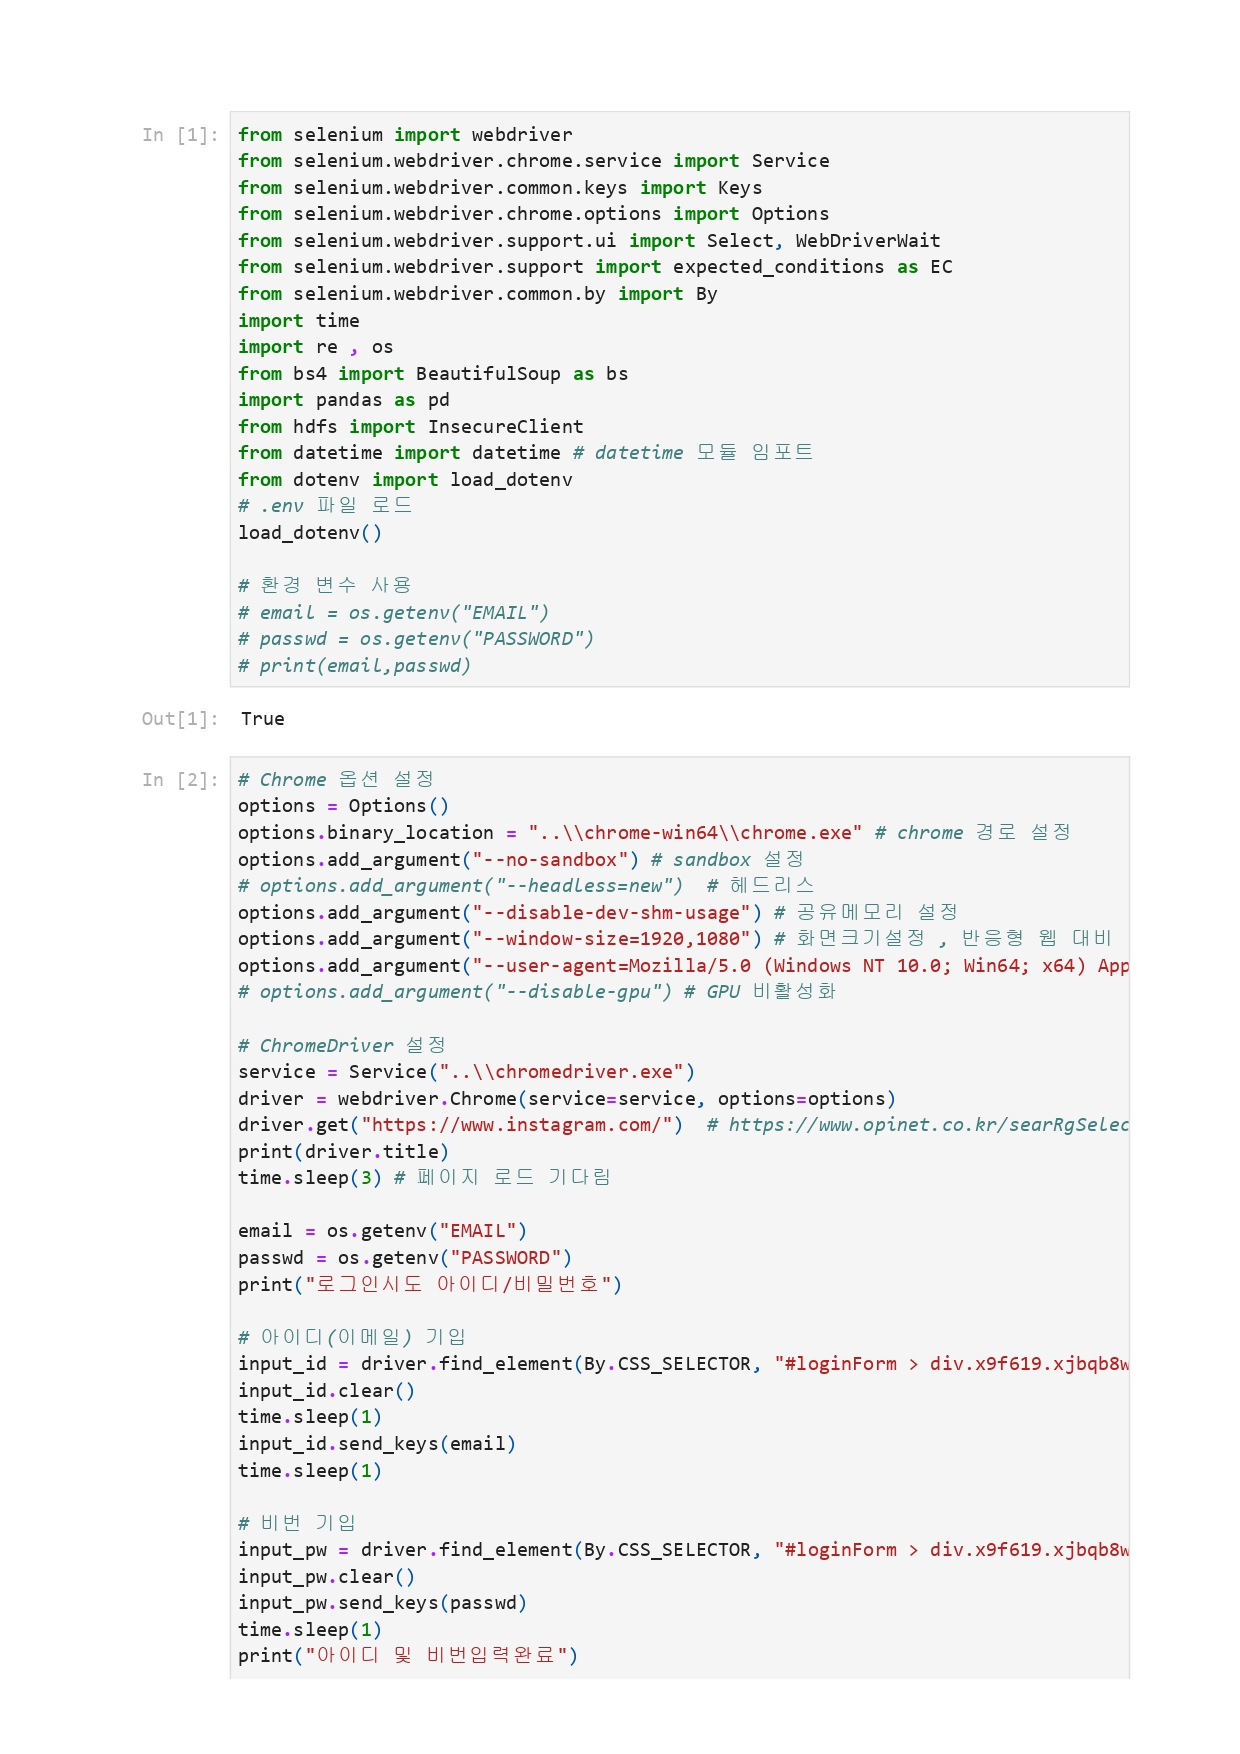 In [1]: from selenium import webdriver
from selenium.webdriver.chrome.service import Service
from selenium.webdriver.common.keys import Keys
from selenium.webdriver.chrome.options import Options
from selenium.webdriver.support.ui import Select, WebDriverWait
from selenium.webdriver.support import expected_conditions as EC
from selenium.webdriver.common.by import By
import time
import re , os
from bs4 import BeautifulSoup as bs
import pandas as pd
from hdfs import InsecureClient
from datetime import datetime # datetime 모듈 임포트
from dotenv import load_dotenv
# .env 파일 로드
load_dotenv()

# 환경 변수 사용
# email = os.getenv("EMAIL")
# passwd = os.getenv("PASSWORD")
# print(email,passwd)
Out[1]: True
In [2]: # Chrome 옵션 설정
options = Options()
options.binary_location = "..\\chrome-win64\\chrome.exe" # chrome 경로 설정
options.add_argument("--no-sandbox") # sandbox 설정
# options.add_argument("--headless=new")  # 헤드리스
options.add_argument("--disable-dev-shm-usage") # 공유메모리 설정
options.add_argument("--window-size=1920,1080") # 화면크기설정 , 반응형 웹 대비
options.add_argument("--user-agent=Mozilla/5.0 (Windows NT 10.0; Win64; x64) App
# options.add_argument("--disable-gpu") # GPU 비활성화

# ChromeDriver 설정
service = Service("..\\chromedriver.exe")
driver = webdriver.Chrome(service=service, options=options)
driver.get("https://www.instagram.com/")  # https://www.opinet.co.kr/searRgSelec
print(driver.title)
time.sleep(3) # 페이지 로드 기다림

email = os.getenv("EMAIL")
passwd = os.getenv("PASSWORD")
print("로그인시도 아이디/비밀번호")

# 아이디(이메일) 기입
input_id = driver.find_element(By.CSS_SELECTOR, "#loginForm > div.x9f619.xjbqb8w
input_id.clear()
time.sleep(1)
input_id.send_keys(email)
time.sleep(1)

# 비번 기입
input_pw = driver.find_element(By.CSS_SELECTOR, "#loginForm > div.x9f619.xjbqb8w
input_pw.clear()
input_pw.send_keys(passwd)
time.sleep(1)
print("아이디 및 비번입력완료")